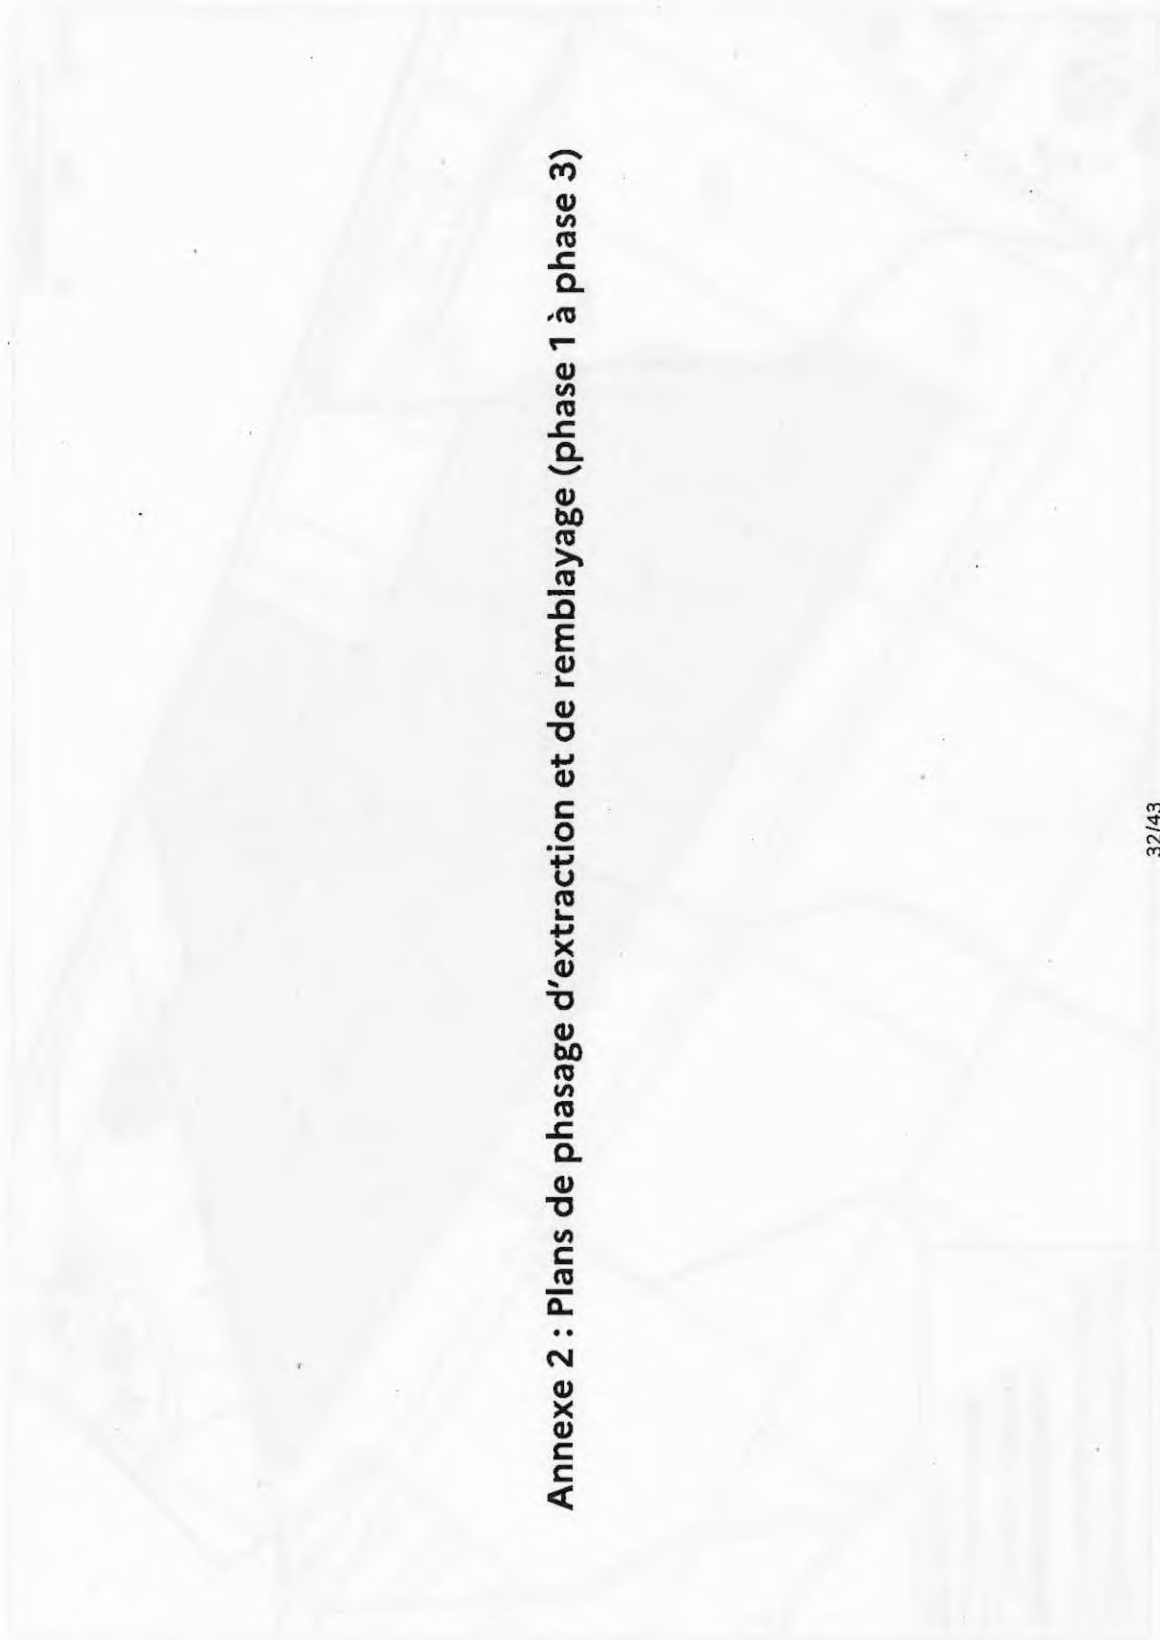 Annexe 2 : Plans de phasage d'extraction et de remblayage (phase 1 à phase 3)
32/43